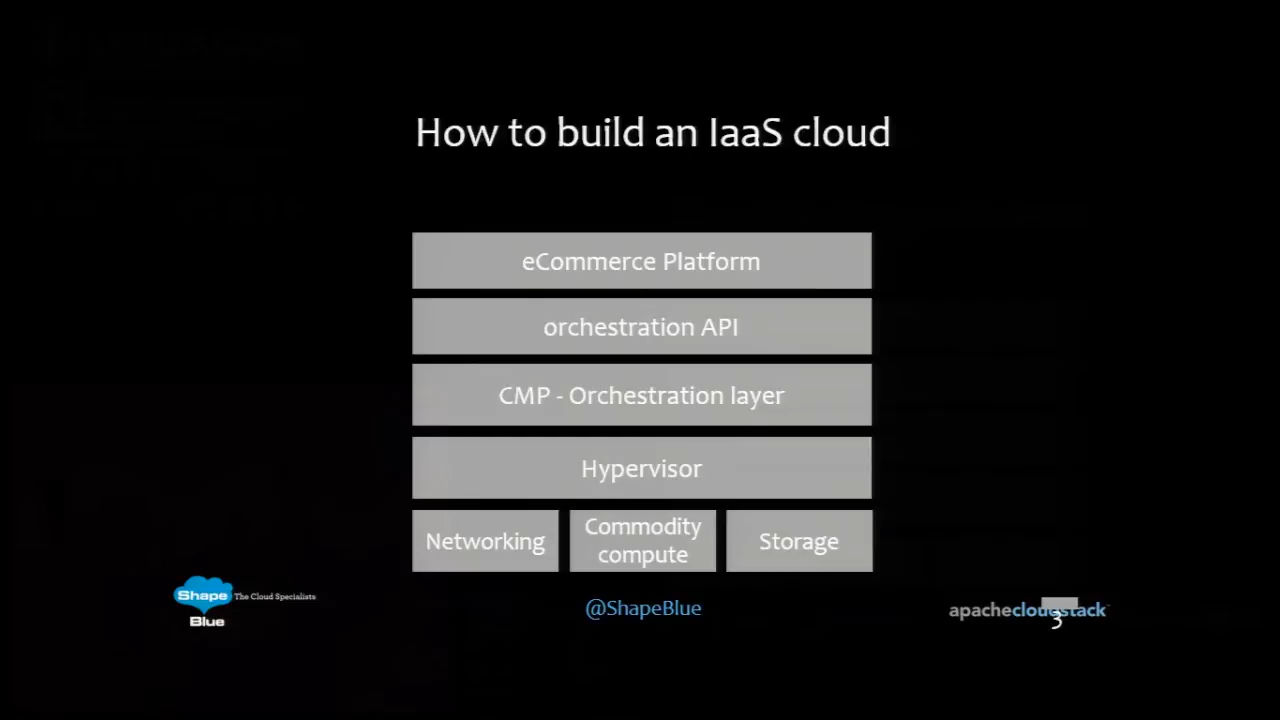 How to build an IaaS cloud
eCommerce Platform
orchestration API
CMP - Orchestration layer
Hypervisor
Networking
Commodity
compute
Storage
Shape
Blue
The Cloud Specialists
@ShapeBlue
apachecloudstack
3